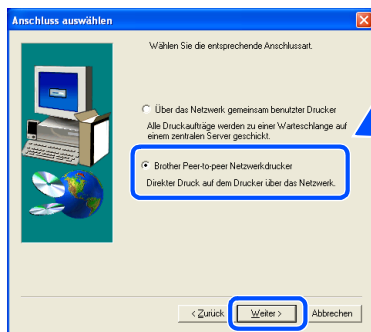 Anschluss auswählen
Wählen Sie die entsprechende Anschlussart.
Über das Netzwerk gemeinsam benutzter Drucker
Alle Druckaufträge werden zu einer Warteschlange auf
einem zentralen Server geschickt.
Brother Peer-to-peer Netzwerkdrucker
Direkter Druck auf dem Drucker über das Netzwerk.
< Zurück Weiter > Abbrechen